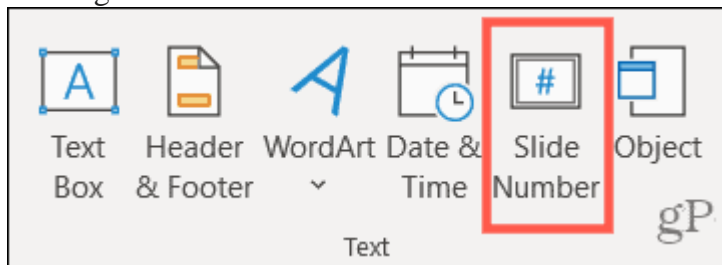 A
#
Text Header WordArt Date & Slide Object
Box & Footer Time Number
Text
gP